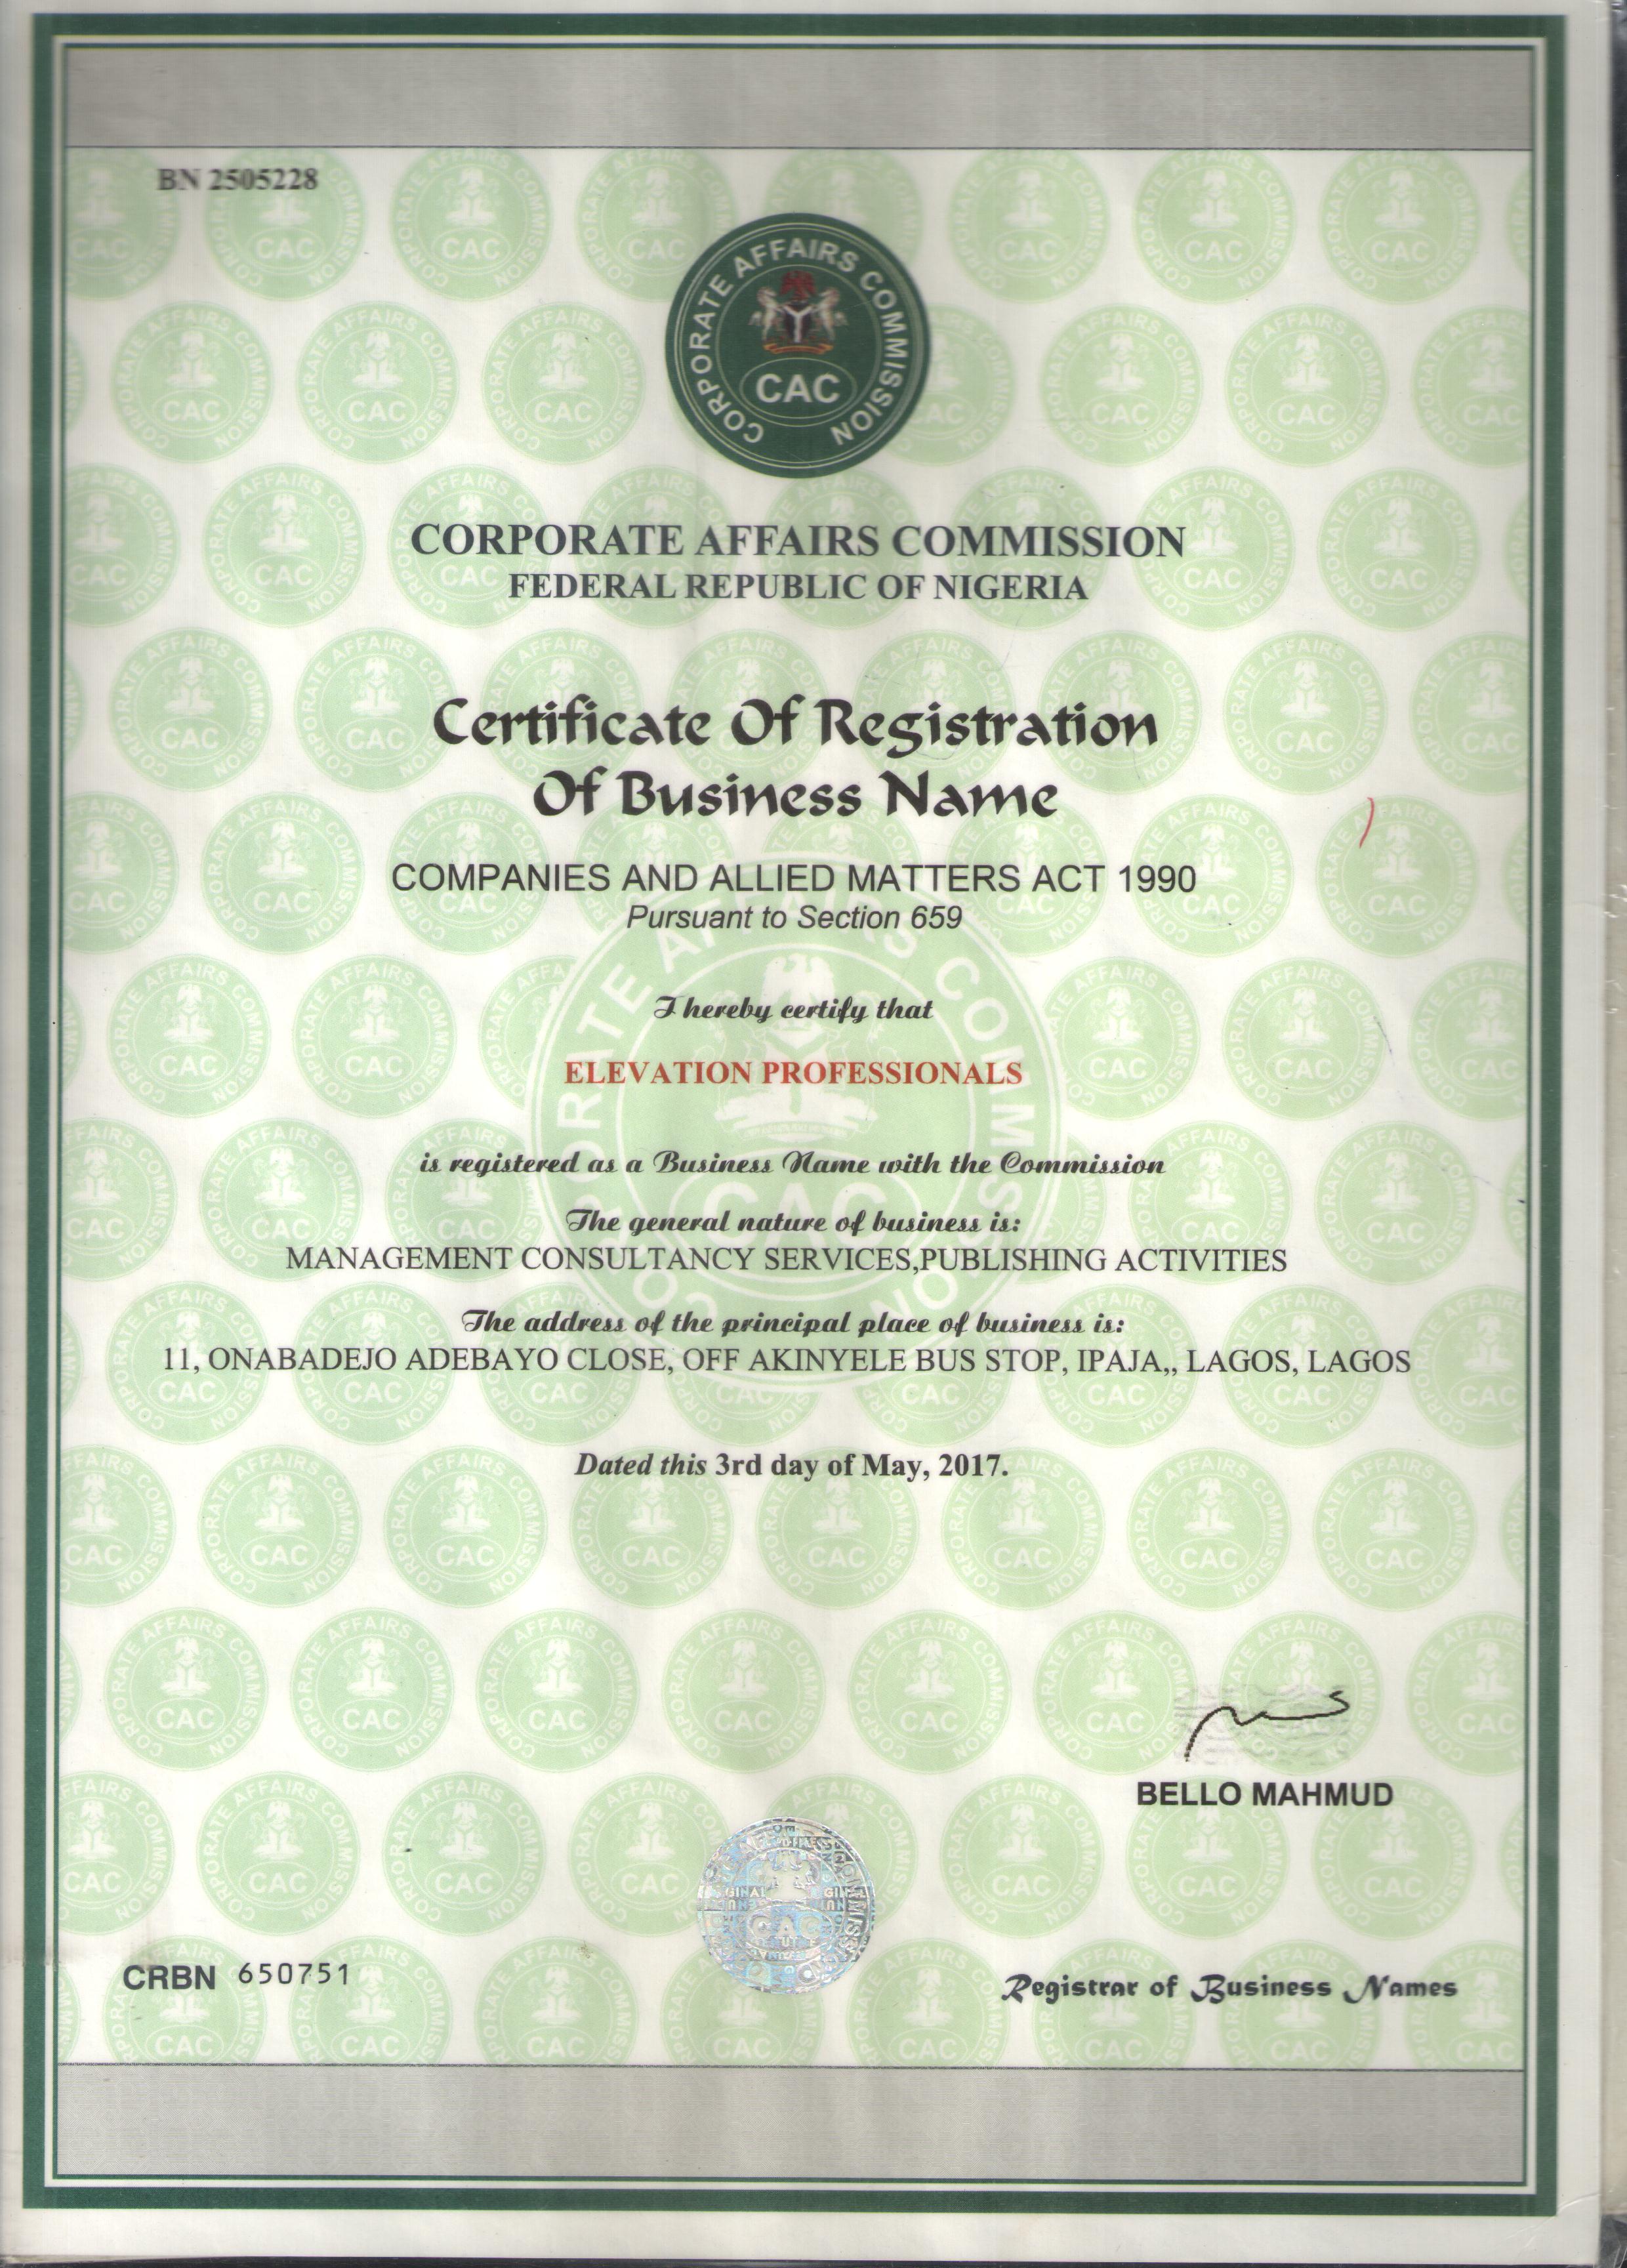 BN 2505228
CORPORATE AFFAIRS COMMISSION
CAC
CORPORATE AFFAIRS COMMISSION
FEDERAL REPUBLIC OF NIGERIA
Certificate Of Registration
Of Business Name
COMPANIES AND ALLIED MATTERS ACT 1990
Pursuant to Section 659
I hereby certify that
ELEVATION PROFESSIONALS
is registered as a Business Name with the Commission
The general nature of business is:
MANAGEMENT CONSULTANCY SERVICES,PUBLISHING ACTIVITIES
The address of the principal place of business is:
11, ONABADEJO ADEBAYO CLOSE, OFF AKINYELE BUS STOP, IPAJA,, LAGOS, LAGOS
Dated this 3rd day of May, 2017.
BELLO MAHMUD
CRBN 650751
Registrar of Business Names